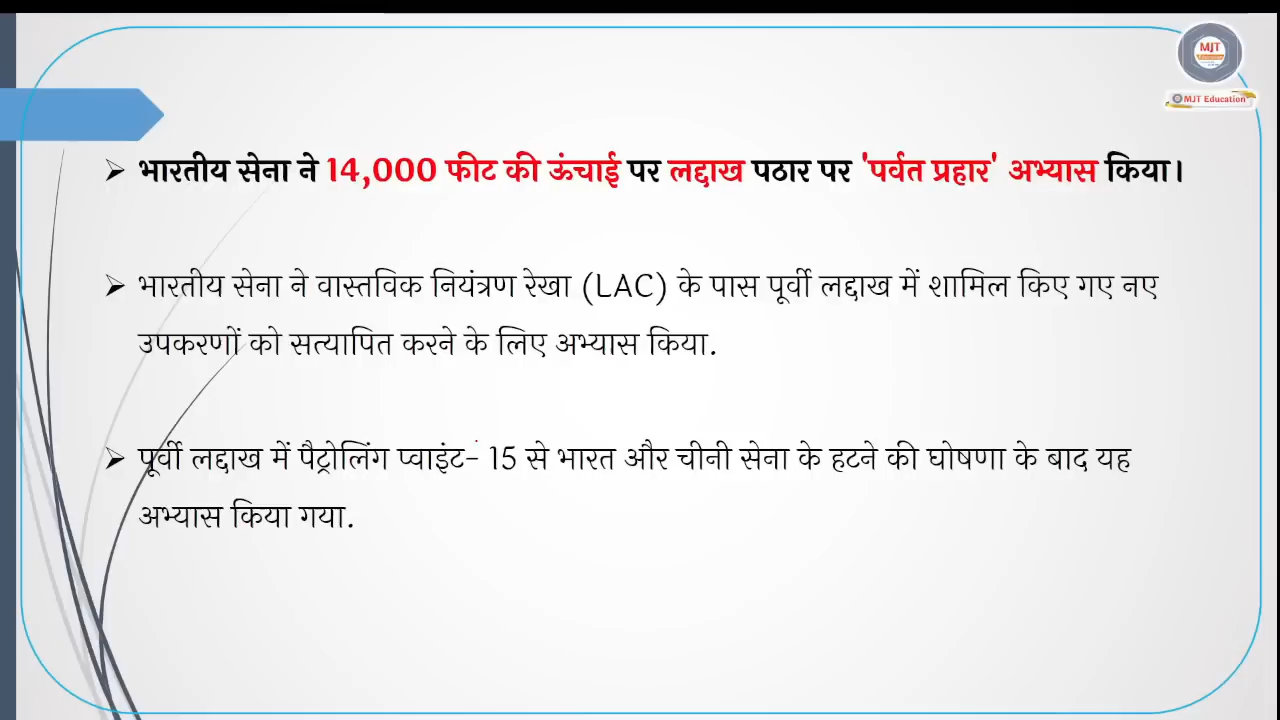 MJT
Education
MJT Education
➢ भारतीय सेना ने 14,000 फीट की ऊंचाई पर लद्दाख पठार पर 'पर्वत प्रहार' अभ्यास किया।
➢ भारतीय सेना ने वास्तविक नियंत्रण रेखा (LAC) के पास पूर्वी लद्दाख में शामिल किए गए नए
उपकरणों को सत्यापित करने के लिए अभ्यास किया.
➢ पूर्वी लद्दाख में पैट्रोलिंग प्वाइंट- 15 से भारत और चीनी सेना के हटने की घोषणा के बाद यह
अभ्यास किया गया.